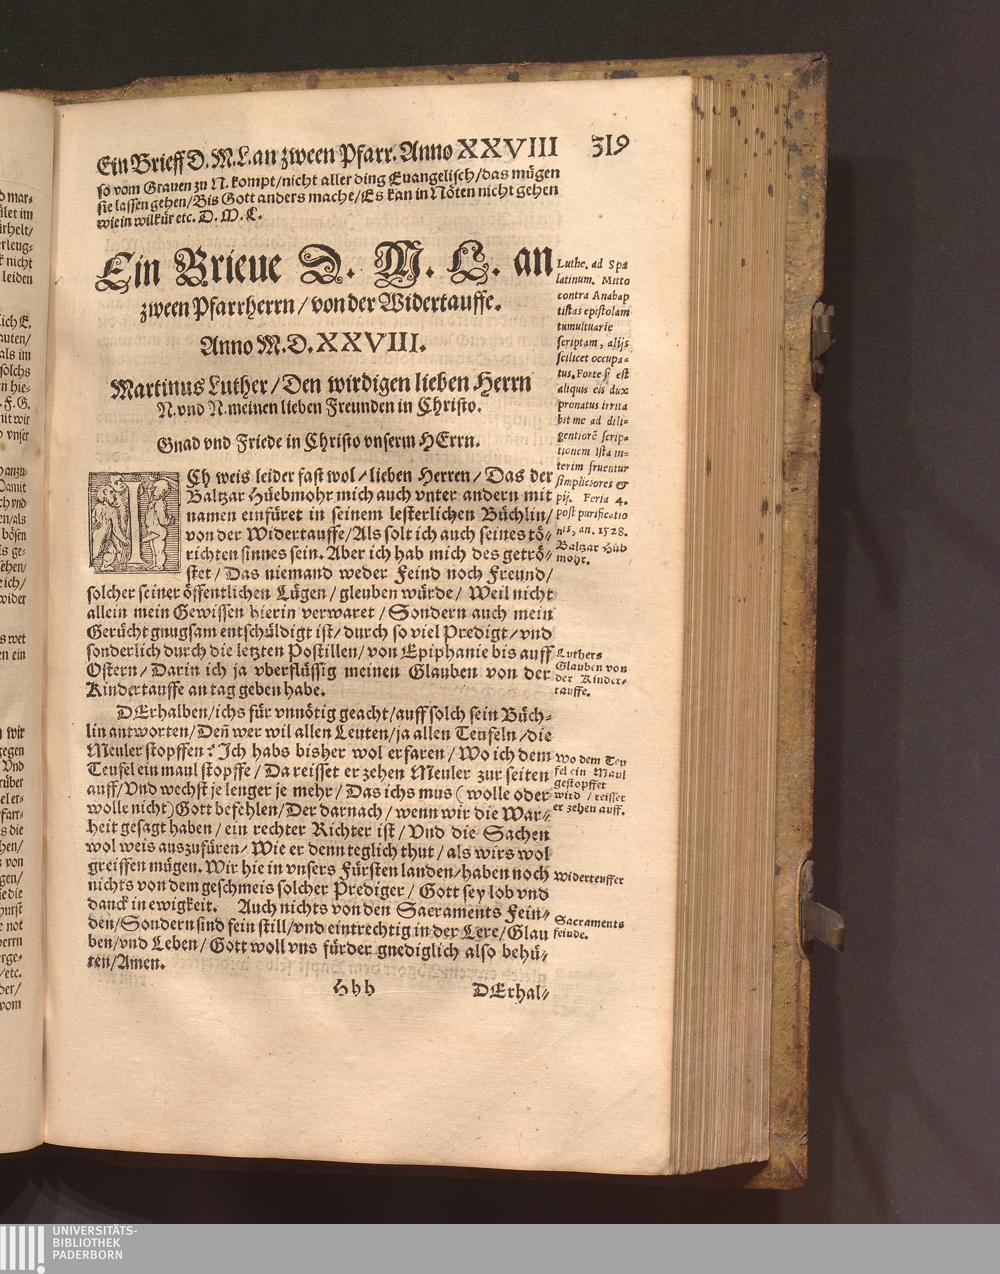 Ein Brieff D. M. L. an zween Pfarr. Anno XXVIII 319
so vom Grauen zu N. kompt/nicht aller ding Euangelisch/das mügen
sie lassen gehen/Bis Gott anders mache/Es kan in Nöten nicht gehen
wie in wilkür etc. D. M. L.
Ein Brieue D. M. L. an
zween Pfarrherrn/von der Widertauffe.
Anno M. D. XXVIII.
Martinus Luther/Den wirdigen lieben Herrn
N. vnd N. meinen lieben Freunden in Christo.
Gnad vnd Friede in Christo vnserm HErrn.
ICh weis leider fast wol/lieben Herren/Das der
Baltzar Hüebmohr mich auch vnter andern mit
namen einfüret in seinem lesterlichen Büchlin/
von der Widertauffe/Als solt ich auch seines tö-
richten sinnes sein. Aber ich hab mich des getrö-
stet/Das niemand weder Feind noch Freund/
solcher seiner öffentlichen Lügen/gleuben würde/Weil nicht
allein mein Gewissen hierin verwaret/Sondern auch mein
Gerücht gnugsam entschüldigt ist/durch so viel Predigt/vnd
sonderlich durch die letzten Postillen/von Epiphanie bis auff
Ostern/Darin ich ja vberflüssig meinen Glauben von der
Kindertauffe an tag geben habe.
DErhalben/ichs für vnnötig geacht/auff solch sein Büch-
lin antworten/Deñ wer wil allen Leuten/ja allen Teufeln/die
Meuler stopffen? Ich habs bisher wol erfaren/Wo ich dem
Teufel ein maul stopffe/Da reisset er zehen Meuler zur seiten
auff/Vnd wechst je lenger je mehr/Das ichs mus (wolle oder
wolle nicht) Gott befehlen/Der darnach/wenn wir die War-
heit gesagt haben/ein rechter Richter ist/Vnd die Sachen
wol weis auszufüren/Wie er denn teglich thut/als wirs wol
greiffen mügen. Wir hie in vnsers Fürsten landen/haben noch
nichts von dem geschmeis solcher Prediger/Gott sey lob vnd
danck in ewigkeit. Auch nichts von den Sacraments Fein-
den/Sondern sind fein still/vnd eintrechtig in der Lere/Glau
ben/vnd Leben/Gott woll vns fürder gnediglich also behü-
ten/Amen.
Hhh DErhal-
Luthe. ad Spa
latinum. Mitto
contra Anabap
tistas epistolam
tumultuarie
scriptam, alijs
scilicet occupa-
tus. Forte si est
aliquis eis dux
pronatus irrita
bit me ad dili-
gentiorē scrip-
tionem Ista in-
terim fruentur
simpliciores &
pij. Feria 4.
post purificatio
nis, an. 1528.
Baltzar Hüb
mohr.
Luthers
Glauben von
der Kinder-
tauffe.
Wo dem Teu
fel ein Maul
gestopffet
wird/reisset
er zehen auff.
Widerteuffer
Sacraments
feinde.
UNIVERSITÄTS-
BIBLIOTHEK
PADERBORN